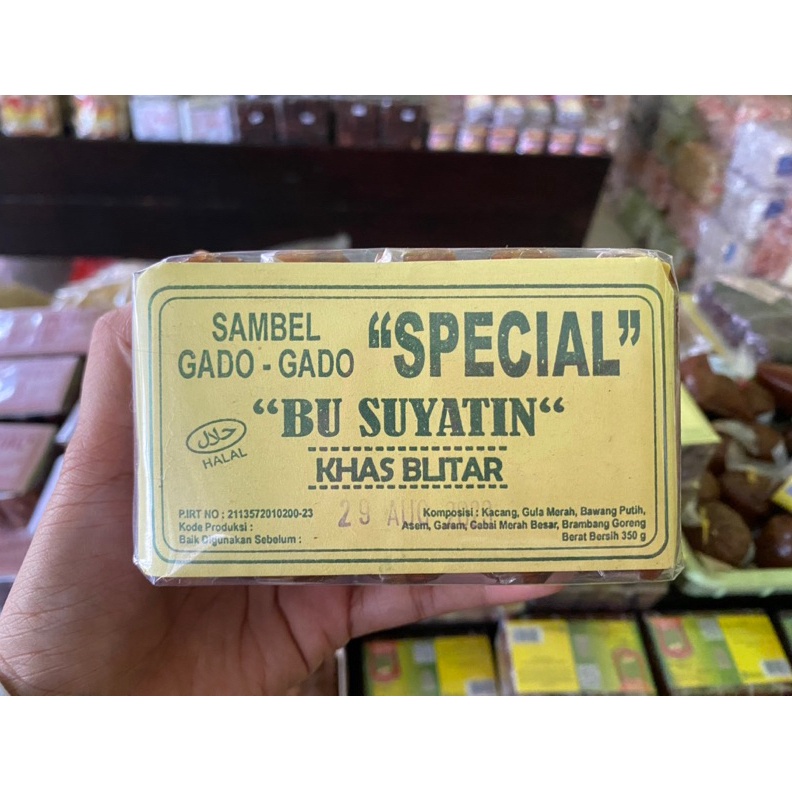 SAMBEL
GADO - GADO
“SPECIAL”
“BU SUYATIN“
حلال
HALAL
KHAS BLITAR
P.IRT NO : 2113572010200-23
Kode Produksi :
Baik Digunakan Sebelum :
29 AUG
Komposisi : Kacang, Gula Merah, Bawang Putih,
Asem, Garam, Cabai Merah Besar, Brambang Goreng
Berat Bersih 350 g